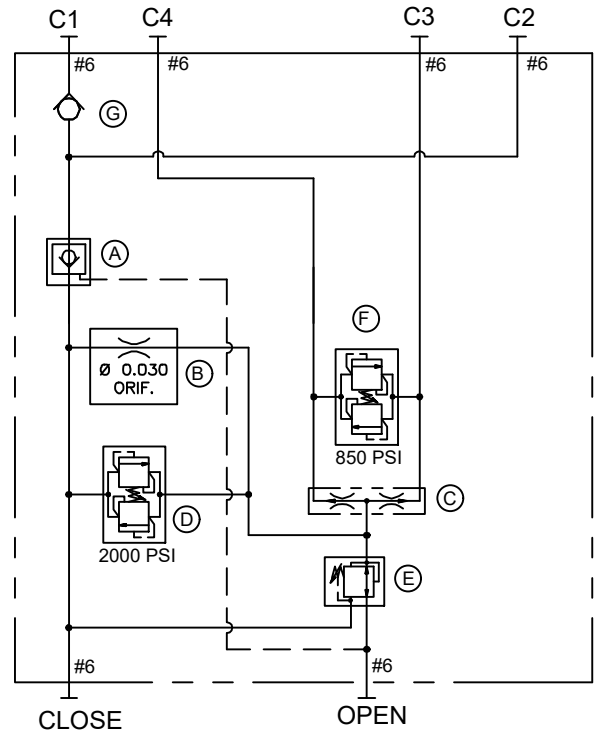 C1 C4 C3 C2
#6 #6 #6 #6
G
A
F
B
Ø 0.030
ORIF.
850 PSI
C
D
2000 PSI
E
#6 #6
CLOSE OPEN